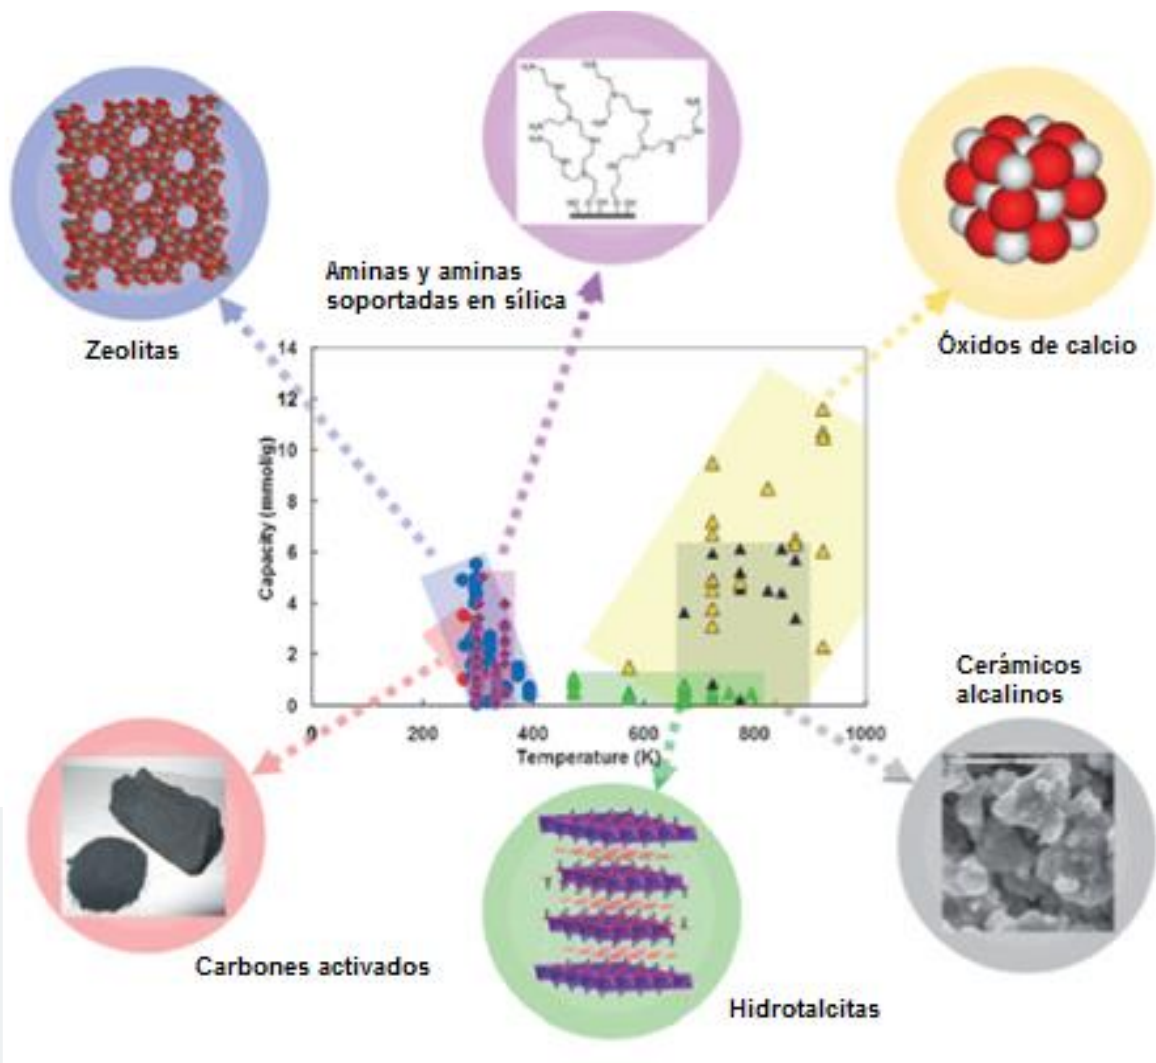 Aminas y aminas
soportadas en sílica
Zeolitas
Óxidos de calcio
14
12
10
8
6
4
2
0
Capacity (mmol/g)
0
200
400
600
800
1000
Temperature (K)
Cerámicos
alcalinos
Carbones activados
Hidrotalcitas